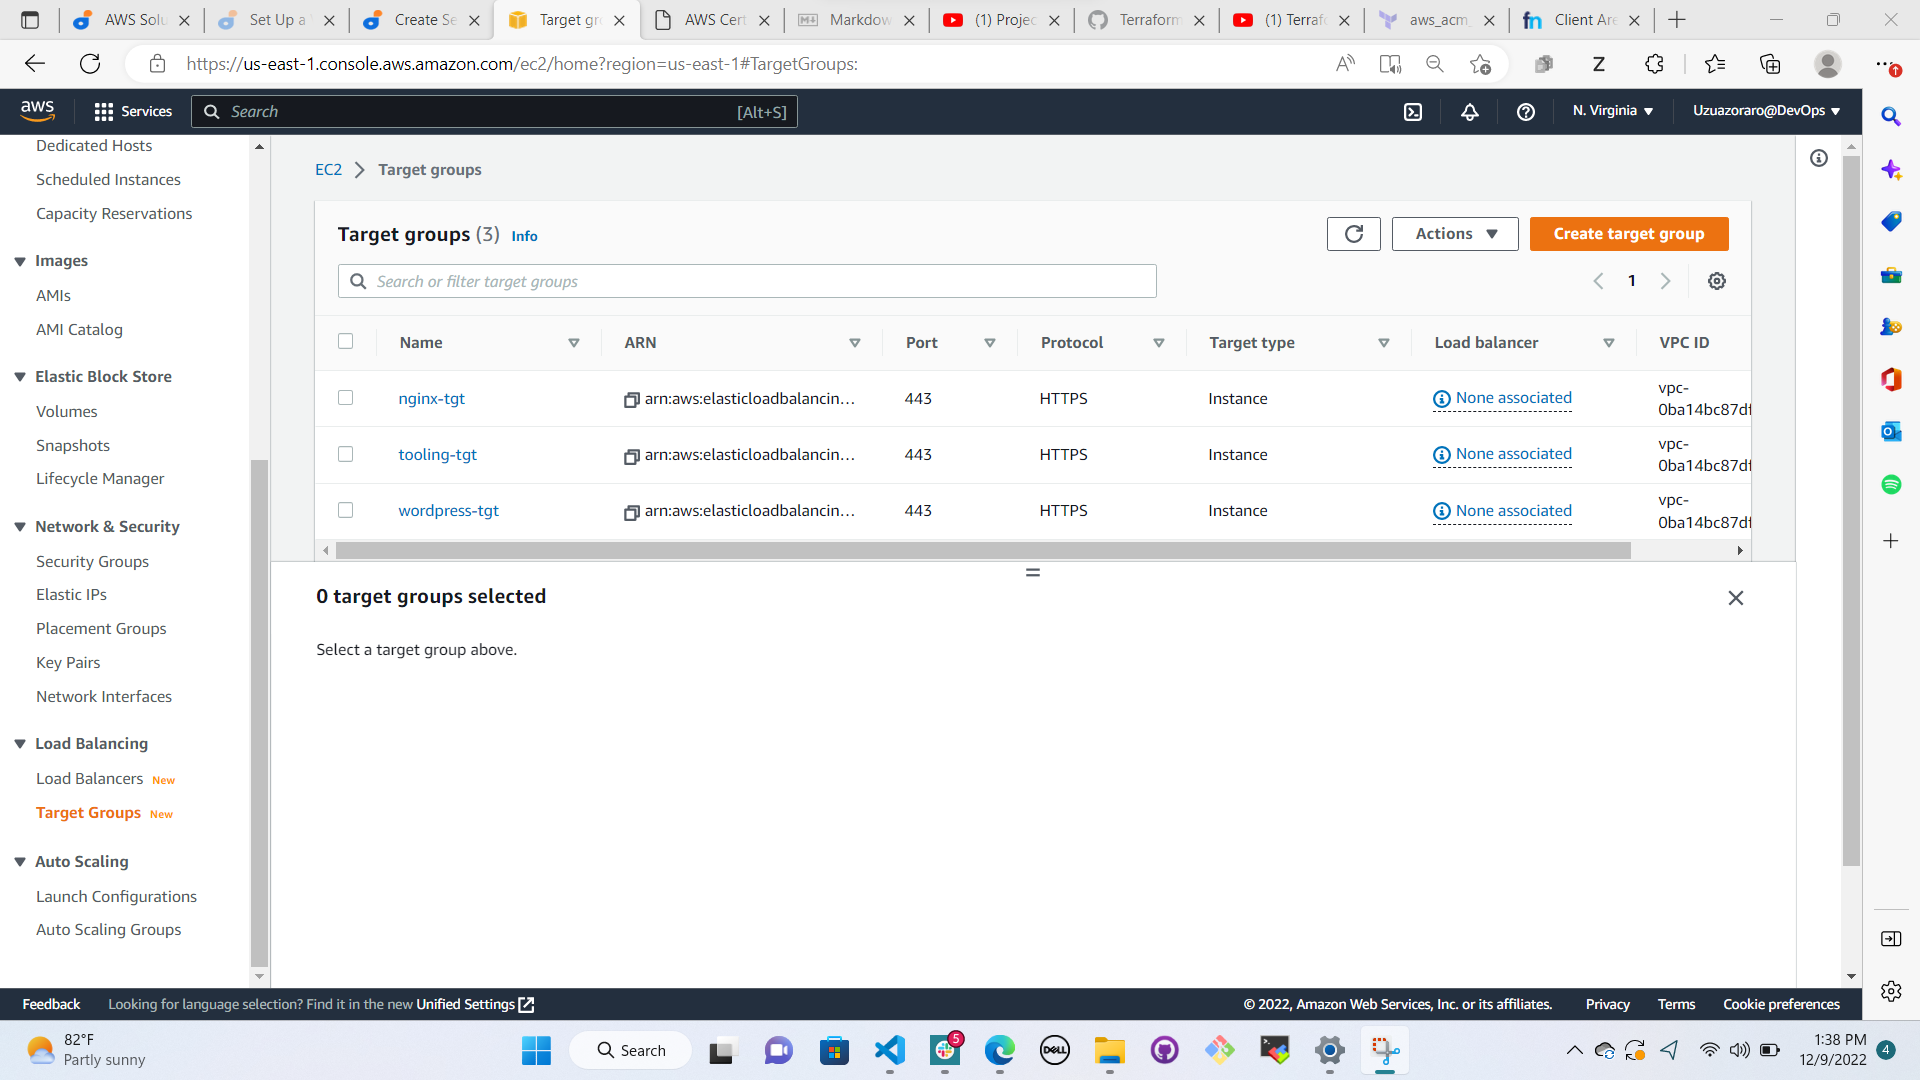 AWS Solu
Set Up a
Create Se
Target gr
AWS Cert
Markdow
(1) Projec
Terraform
(1) Terraf
aws_acm_
Client Are
https://us-east-1.console.aws.amazon.com/ec2/home?region=us-east-1#TargetGroups:
aws
Services
Search
[Alt+S]
N. Virginia
Uzuazoraro@DevOps
Dedicated Hosts
Scheduled Instances
Capacity Reservations
Images
AMIs
AMI Catalog
Elastic Block Store
Volumes
Snapshots
Lifecycle Manager
Network & Security
Security Groups
Elastic IPs
Placement Groups
Key Pairs
Network Interfaces
Load Balancing
Load Balancers New
Target Groups New
Auto Scaling
Launch Configurations
Auto Scaling Groups
EC2 > Target groups
Target groups (3) Info
Actions
Create target group
Search or filter target groups
1
Name ARN Port Protocol Target type Load balancer VPC ID
nginx-tgt arn:aws:elasticloadbalancin... 443 HTTPS Instance None associated vpc-
0ba14bc87df
tooling-tgt arn:aws:elasticloadbalancin... 443 HTTPS Instance None associated vpc-
0ba14bc87df
wordpress-tgt arn:aws:elasticloadbalancin... 443 HTTPS Instance None associated vpc-
0ba14bc87df
0 target groups selected
Select a target group above.
Feedback
Looking for language selection? Find it in the new Unified Settings
© 2022, Amazon Web Services, Inc. or its affiliates.
Privacy
Terms
Cookie preferences
82°F
Partly sunny
Search
5
DELL
1:38 PM
12/9/2022
4